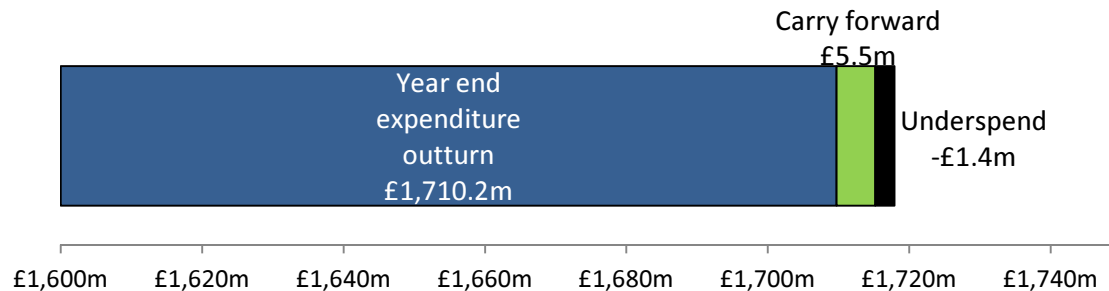 Carry forward
£5.5m
Year end
expenditure
outturn
£1,710.2m
Underspend
-£1.4m
£1,600m £1,620m £1,640m £1,660m £1,680m £1,700m £1,720m £1,740m